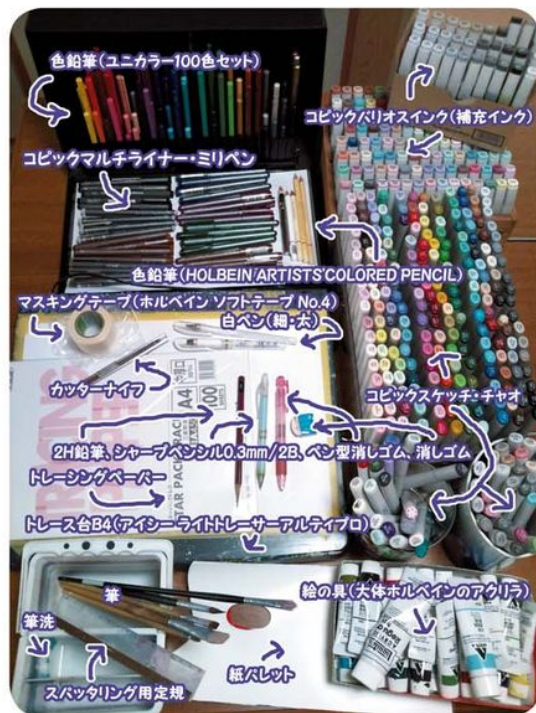 色鉛筆(ユニカラー100色セット)
コピックバリオスインク(補充インク)
コピックマルチライナー・ミリペン
色鉛筆(HOLBEIN ARTISTS'COLORED PENCIL)
マスキングテープ(ホルベイン ソフトテープ No.4)
白ペン(細・太)
カッターナイフ
A4
100
コピックスケッチ・チャオ
2H鉛筆、シャープペンシル0.3mm/2B、ペン型消しゴム、消しゴム
トレーシングペーパー
トレース台B4(アイシー ライトトレーサーアルティプロ)
筆
絵の具(大体ホルベインのアクリラ)
筆洗
紙パレット
スパッタリング用定規